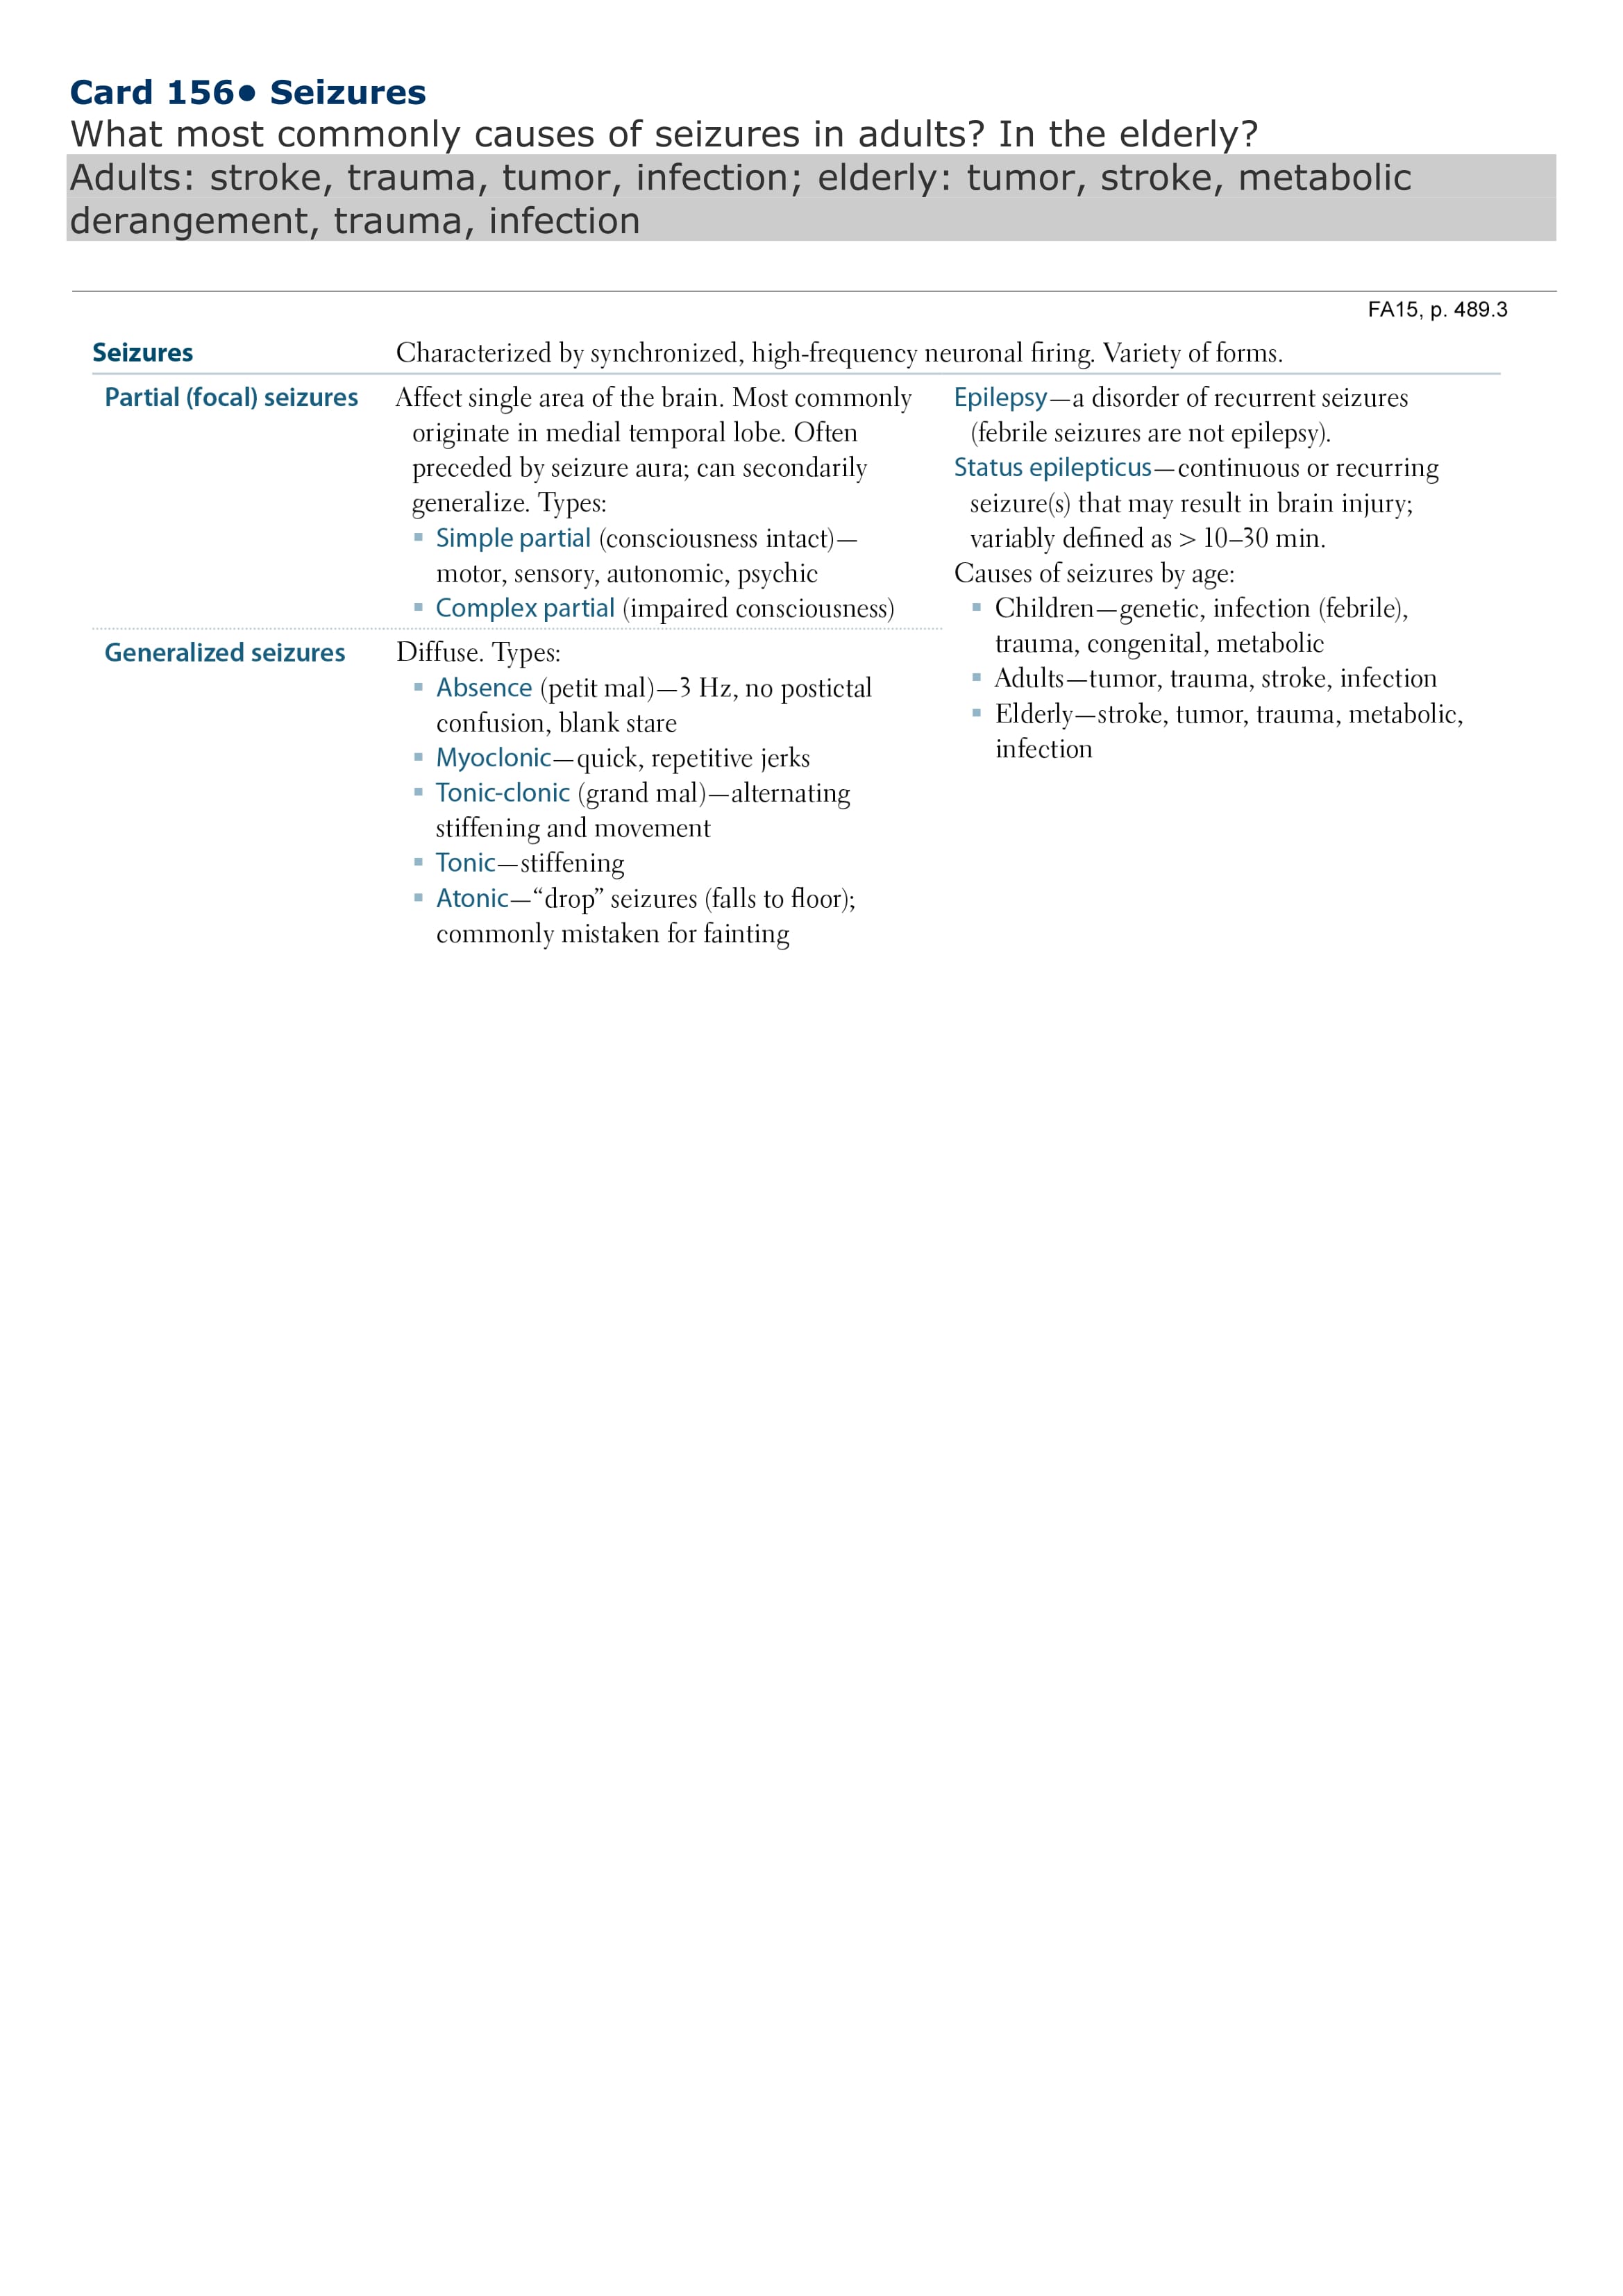 Card 156• Seizures
What most commonly causes of seizures in adults? In the elderly?
Adults: stroke, trauma, tumor, infection; elderly: tumor, stroke, metabolic
derangement, trauma, infection
FA15, p. 489.3
Seizures
Characterized by synchronized, high-frequency neuronal firing. Variety of forms.
Partial (focal) seizures
Affect single area of the brain. Most commonly
originate in medial temporal lobe. Often
preceded by seizure aura; can secondarily
generalize. Types:
▪ Simple partial (consciousness intact)—
motor, sensory, autonomic, psychic
▪ Complex partial (impaired consciousness)
Generalized seizures
Diffuse. Types:
▪ Absence (petit mal)—3 Hz, no postictal
confusion, blank stare
▪ Myoclonic—quick, repetitive jerks
▪ Tonic-clonic (grand mal)—alternating
stiffening and movement
▪ Tonic—stiffening
▪ Atonic—“drop” seizures (falls to floor);
commonly mistaken for fainting
Epilepsy—a disorder of recurrent seizures
(febrile seizures are not epilepsy).
Status epilepticus—continuous or recurring
seizure(s) that may result in brain injury;
variably defined as > 10–30 min.
Causes of seizures by age:
▪ Children—genetic, infection (febrile),
trauma, congenital, metabolic
▪ Adults—tumor, trauma, stroke, infection
▪ Elderly—stroke, tumor, trauma, metabolic,
infection